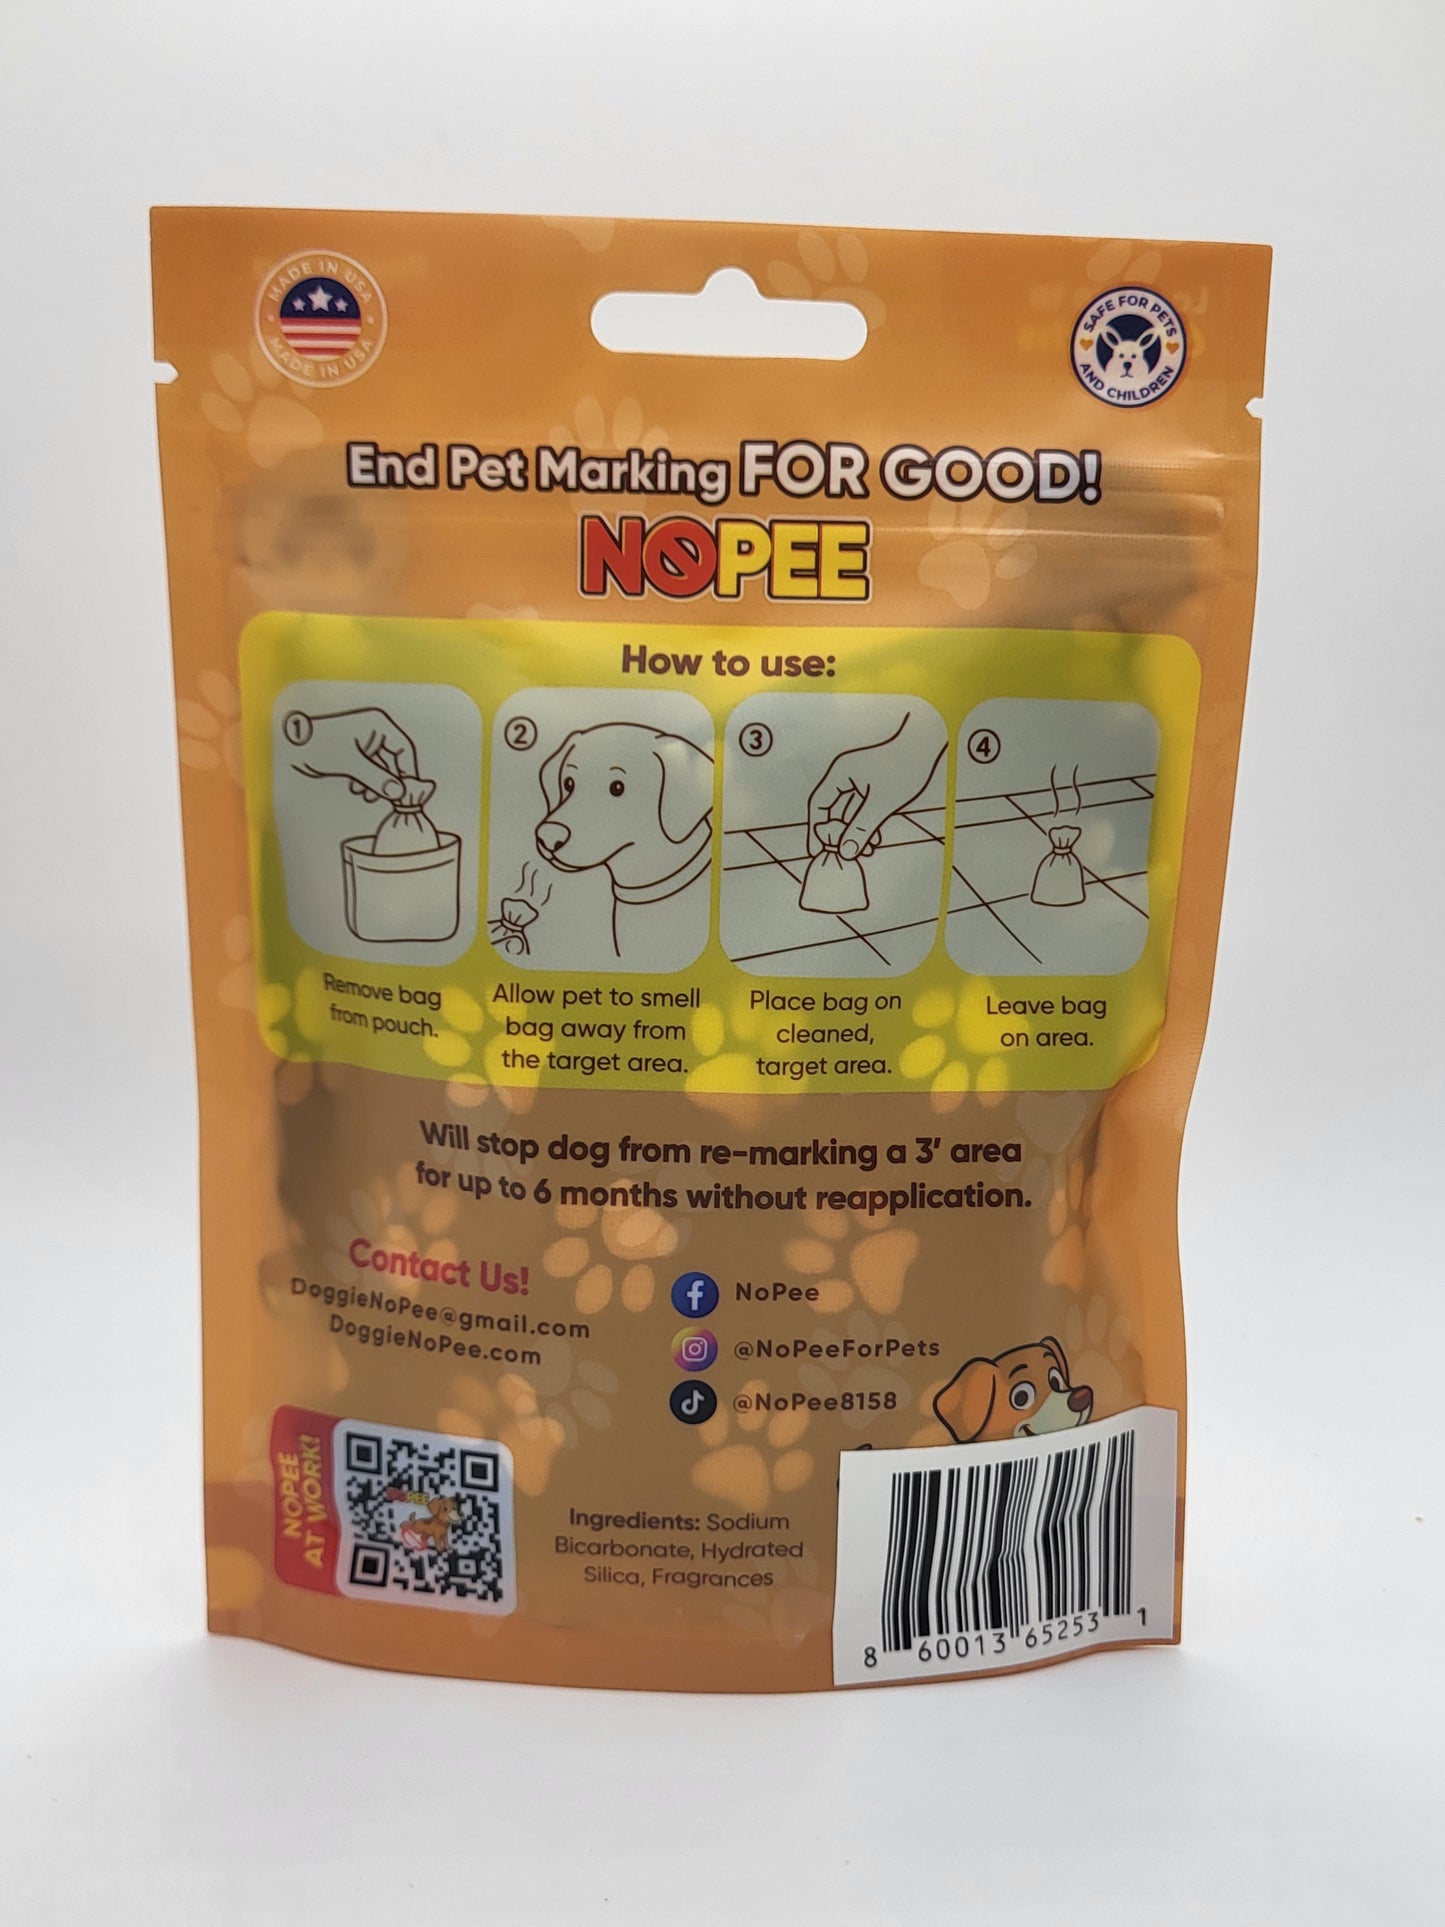 MADE IN USA
MADE IN USA
SAFE FOR PETS
AND CHILDREN
End Pet Marking FOR GOOD!
NOPEE
How to use:
1
2
3
4
Remove bag
from pouch.
Allow pet to smell
bag away from
the target area.
Place bag on
cleaned,
target area.
Leave bag
on area.
Will stop dog from re-marking a 3' area
for up to 6 months without reapplication.
Contact Us!
DoggieNoPee@gmail.com
DoggieNoPee.com
NoPee
@NoPeeForPets
@NoPee8158
NOPEE
AT WORK!
NOPEE
Ingredients: Sodium
Bicarbonate, Hydrated
Silica, Fragrances
8 60013 65253 1